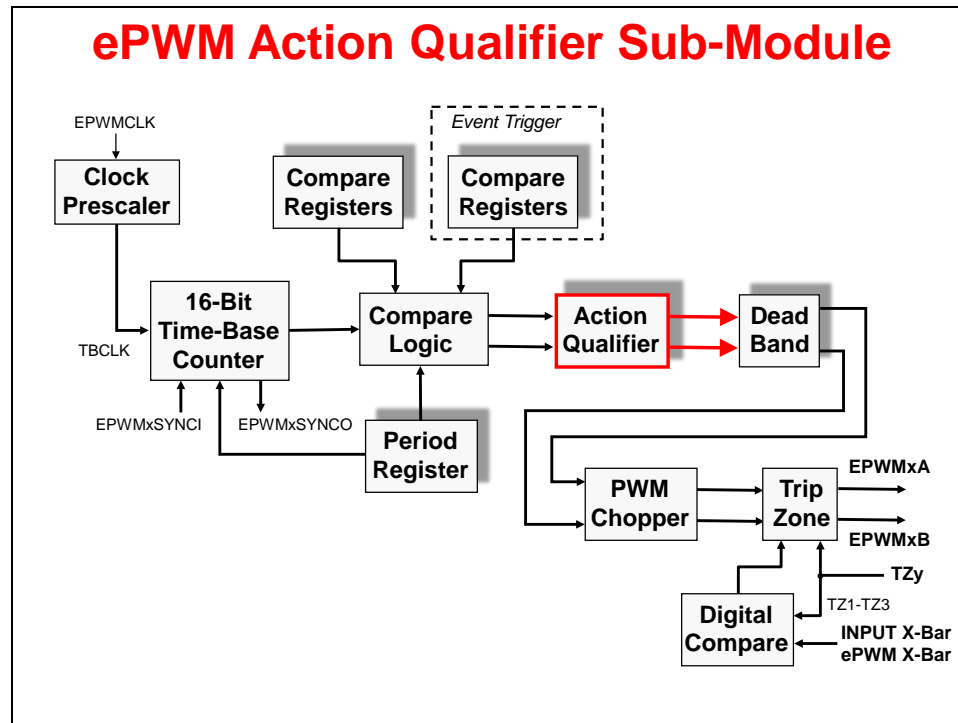 ePWM Action Qualifier Sub-Module
EPWMCLK
Clock
Prescaler
Compare
Registers
Event Trigger
Compare
Registers
TBCLK
16-Bit
Time-Base
Counter
Compare
Logic
Action
Qualifier
Dead
Band
EPWMxSYNCI
EPWMxSYNCO
Period
Register
PWM
Chopper
Trip
Zone
EPWMxA
EPWMxB
TZy
TZ1-TZ3
Digital
Compare
INPUT X-Bar
ePWM X-Bar